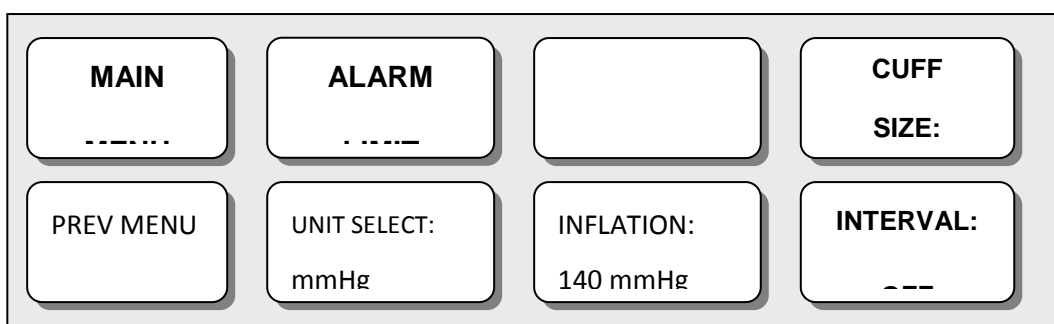 MAIN
ALARM
CUFF
SIZE:
PREV MENU
UNIT SELECT:
mmHg
INFLATION:
140 mmHg
INTERVAL: